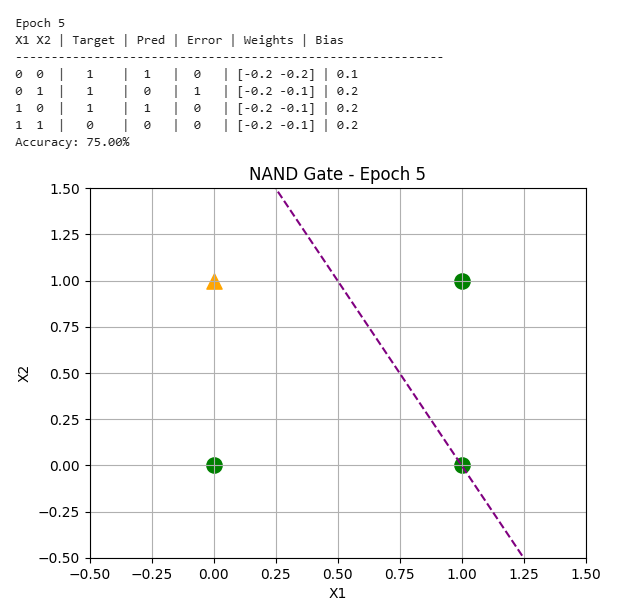 Epoch 5
X1 X2 | Target | Pred | Error | Weights | Bias
------------------------------------------------------------
0  0  |   1    |  1  |  0   | [-0.2 -0.2] | 0.1
0  1  |   1    |  0  |  1   | [-0.2 -0.1] | 0.2
1  0  |   1    |  1  |  0   | [-0.2 -0.1] | 0.2
1  1  |   0    |  0  |  0   | [-0.2 -0.1] | 0.2
Accuracy: 75.00%
NAND Gate - Epoch 5
1.50
1.25
1.00
0.75
0.50
0.25
0.00
−0.25
−0.50
X2
−0.50 −0.25 0.00 0.25 0.50 0.75 1.00 1.25 1.50
X1